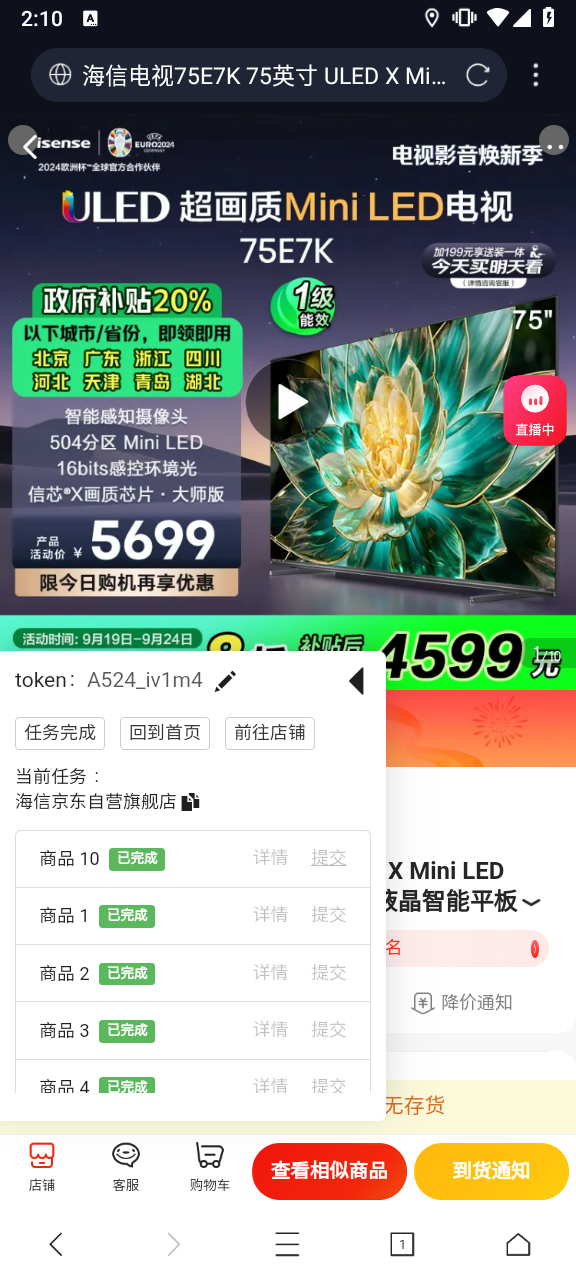 2:10
海信电视75E7K 75英寸 ULED X Mi...
isense EURO2024
2024欧洲杯™全球官方合作伙伴
电视影音焕新季
ULED 超画质Mini LED电视
75E7K
加199元享送装一体
今天买明天看
(详情咨询客服)
政府补贴20%
以下城市/省份，即领即用
北京 广东 浙江 四川
河北 天津 青岛 湖北
1级
能效
75"
直播中
智能感知摄像头
504分区 Mini LED
16bits感控环境光
信芯®X画质芯片·大师版
产品
活动价 ¥ 5699
限今日购机再享优惠
活动时间: 9月19日-9月24日
补贴后 4599元
1/10
token： A524_iv1m4
任务完成 回到首页 前往店铺
当前任务：
海信京东自营旗舰店
商品 10 已完成 详情 提交
商品 1 已完成 详情 提交
商品 2 已完成 详情 提交
商品 3 已完成 详情 提交
商品 4 已完成 详情 提交
X Mini LED
液晶智能平板
名
降价通知
无存货
店铺 客服 购物车 查看相似商品 到货通知
1